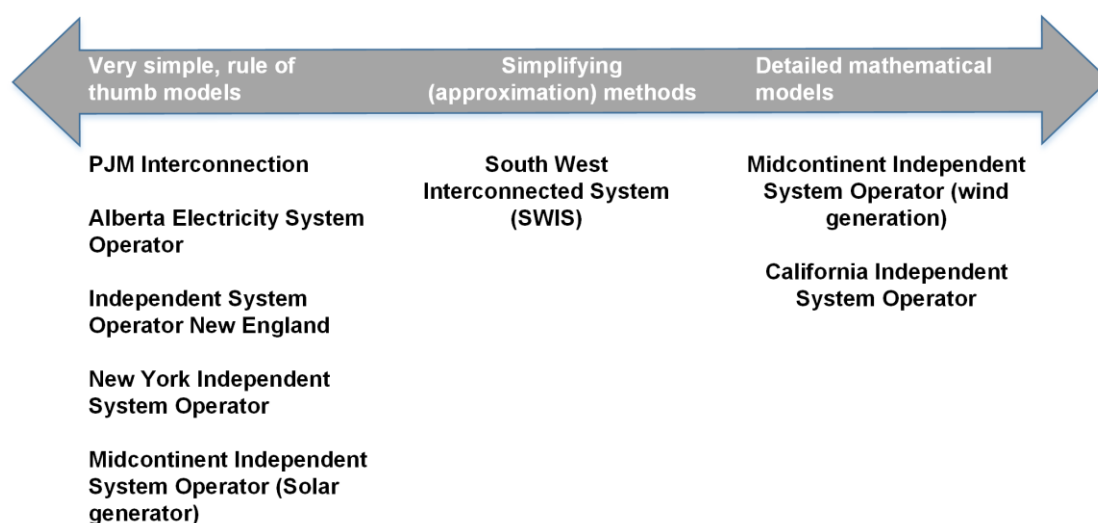 Very simple, rule of
thumb models
Simplifying
(approximation) methods
Detailed mathematical
models
PJM Interconnection
Alberta Electricity System
Operator
Independent System
Operator New England
New York Independent
System Operator
Midcontinent Independent
System Operator (Solar
generator)
South West
Interconnected System
(SWIS)
Midcontinent Independent
System Operator (wind
generation)
California Independent
System Operator